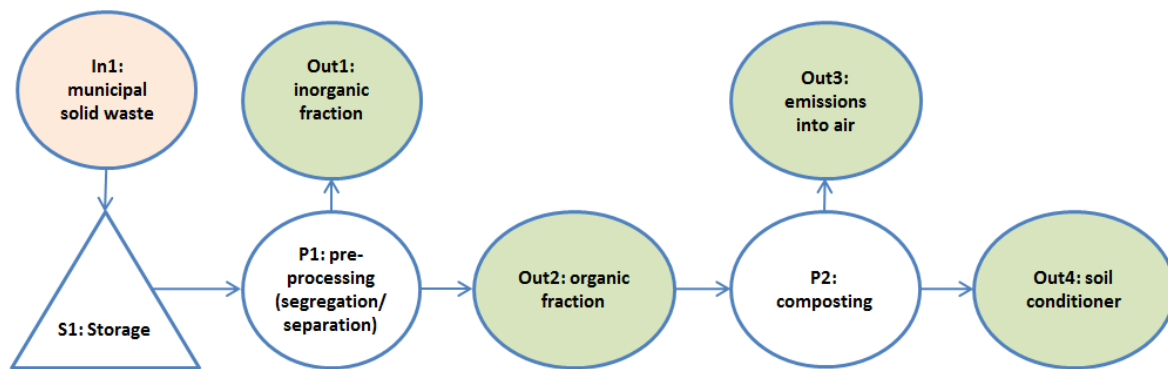 In1:
municipal
solid waste
Out1:
inorganic
fraction
Out3:
emissions
into air
S1: Storage
P1: pre-
processing
(segregation/
separation)
Out2: organic
fraction
P2:
composting
Out4: soil
conditioner